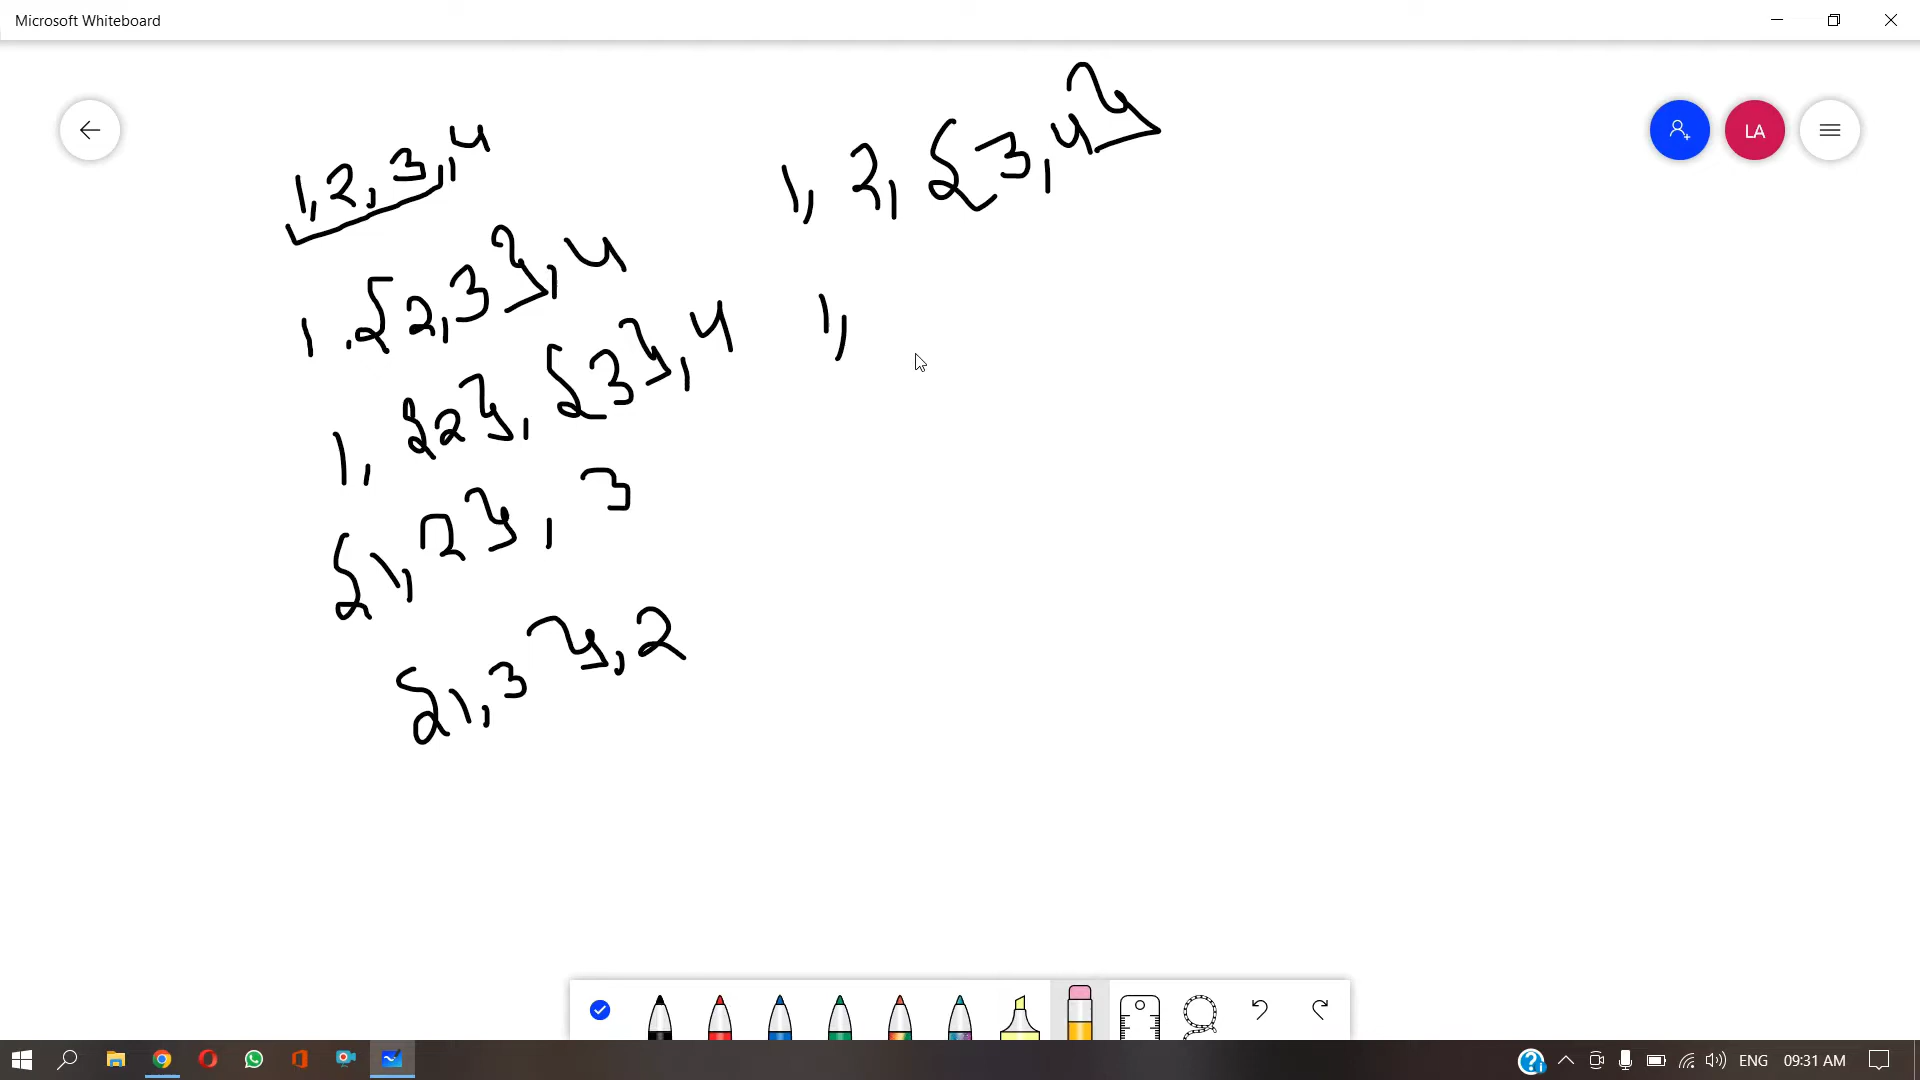 Microsoft Whiteboard
LA
1,2,3,4
1,{2,3},4
1,{2},{3},4
{1,2},3
{1,3},2
1,2,{3,4}
1,
ENG
09:31 AM